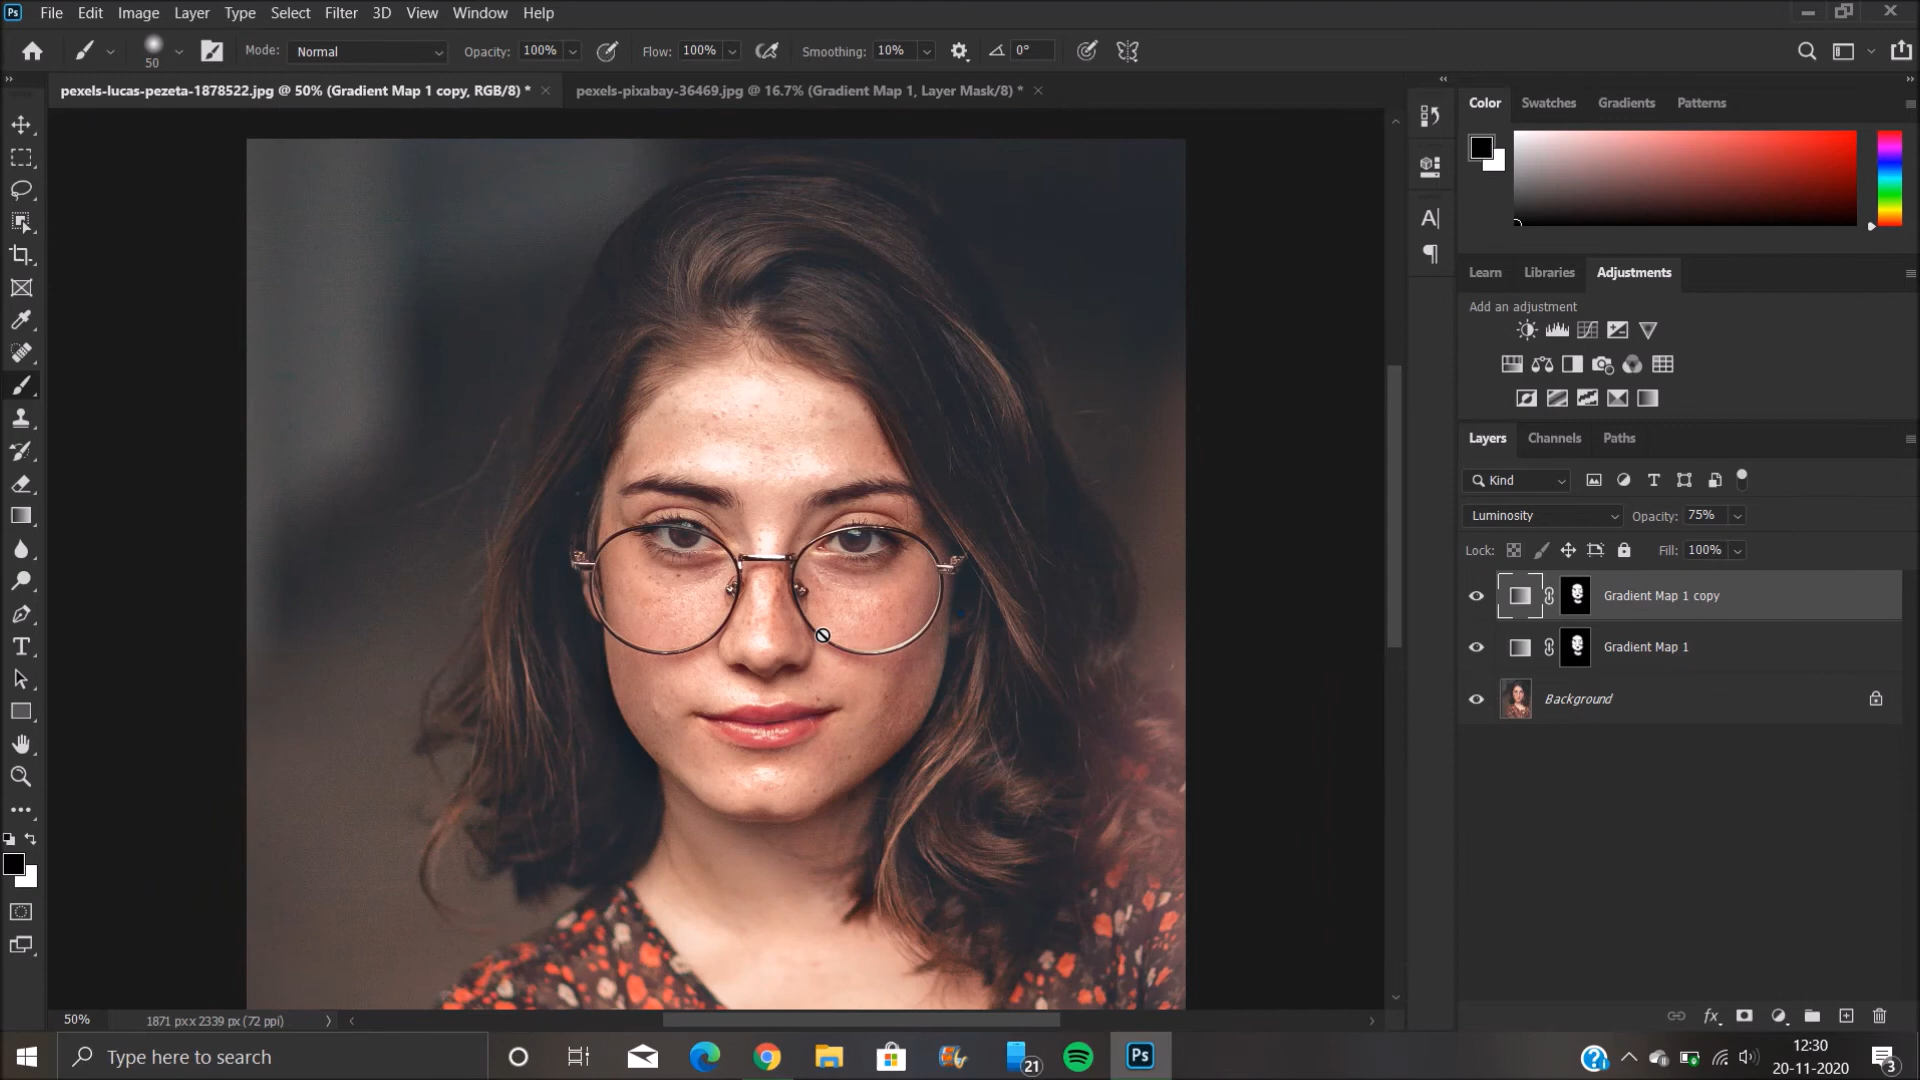 Ps File Edit Image Layer Type Select Filter 3D View Window Help
50 Mode: Normal Opacity: 100% Flow: 100% Smoothing: 10% 0°
pexels-lucas-pezeta-1878522.jpg @ 50% (Gradient Map 1 copy, RGB/8) * pexels-pixabay-36469.jpg @ 16.7% (Gradient Map 1, Layer Mask/8) *
Color Swatches Gradients Patterns
Learn Libraries Adjustments
Add an adjustment
Layers Channels Paths
Kind
Luminosity Opacity: 75%
Lock: Fill: 100%
Gradient Map 1 copy
Gradient Map 1
Background
fx
50% 1871 px x 2339 px (72 ppi)
Type here to search
21
Ps
12:30
20-11-2020
3